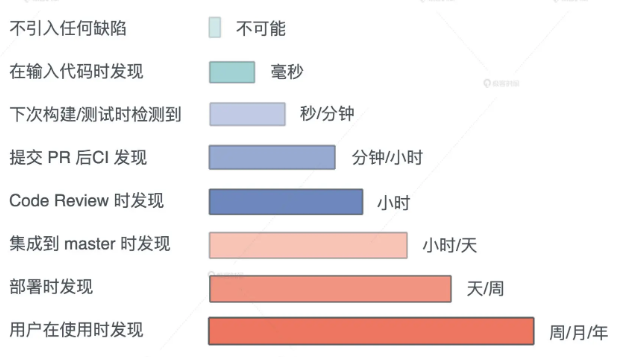 不引入任何缺陷 不可能
在输入代码时发现 毫秒
下次构建/测试时检测到 秒/分钟
提交 PR 后CI 发现 分钟/小时
Code Review 时发现 小时
集成到 master 时发现 小时/天
部署时发现 天/周
用户在使用时发现 周/月/年